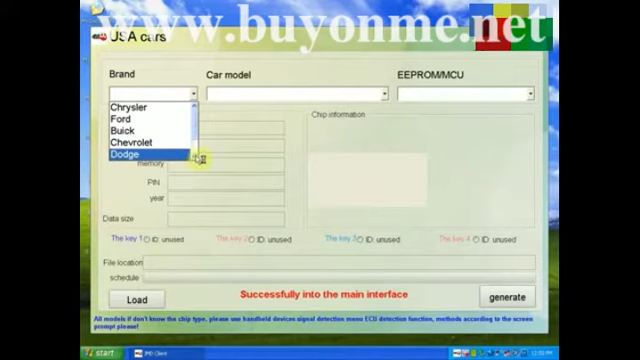 www.buyonme.net
USA cars
Brand
Car model
EEPROM/MCU
Chrysler
Ford
Buick
Chevrolet
Dodge
Chip information
memory
PIN
year
Data size
The key 1 ID: unused
The key 2 ID: unused
The key 3 ID: unused
The key 4 ID: unused
File location
schedule
Load
Successfully into the main interface
generate
All models if don't know the chip type, please use handheld devices signal detection menu ECU detection function, methods according to the screen
prompt please!
start
JMD Client